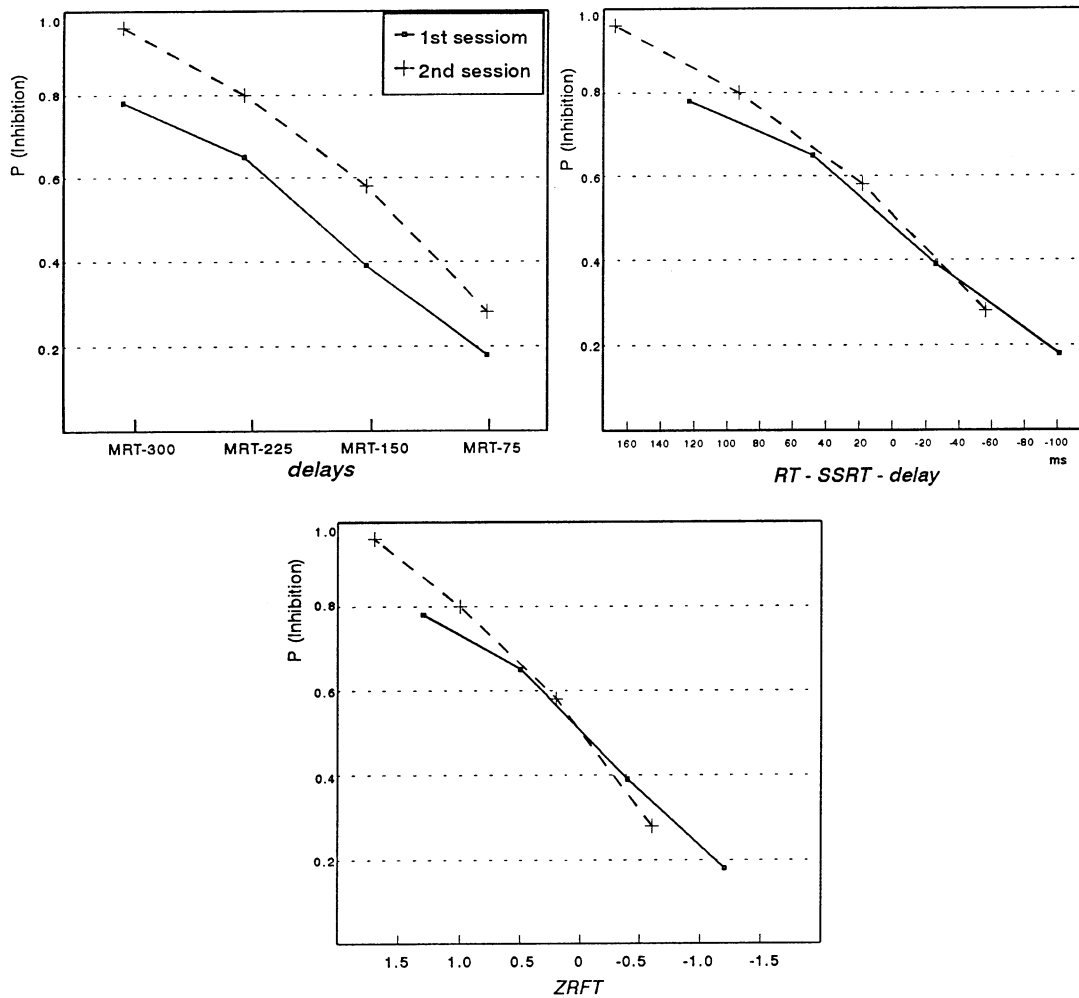 P (Inhibition)
1.0
0.8
0.6
0.4
0.2
1st sessiom
2nd session
MRT-300 MRT-225 MRT-150 MRT-75
delays
P (Inhibition)
1.0
0.8
0.6
0.4
0.2
160 140 120 100 80 60 40 20 0 -20 -40 -60 -80 -100
ms
RT - SSRT - delay
P (Inhibition)
1.0
0.8
0.6
0.4
0.2
1.5 1.0 0.5 0 -0.5 -1.0 -1.5
ZRFT